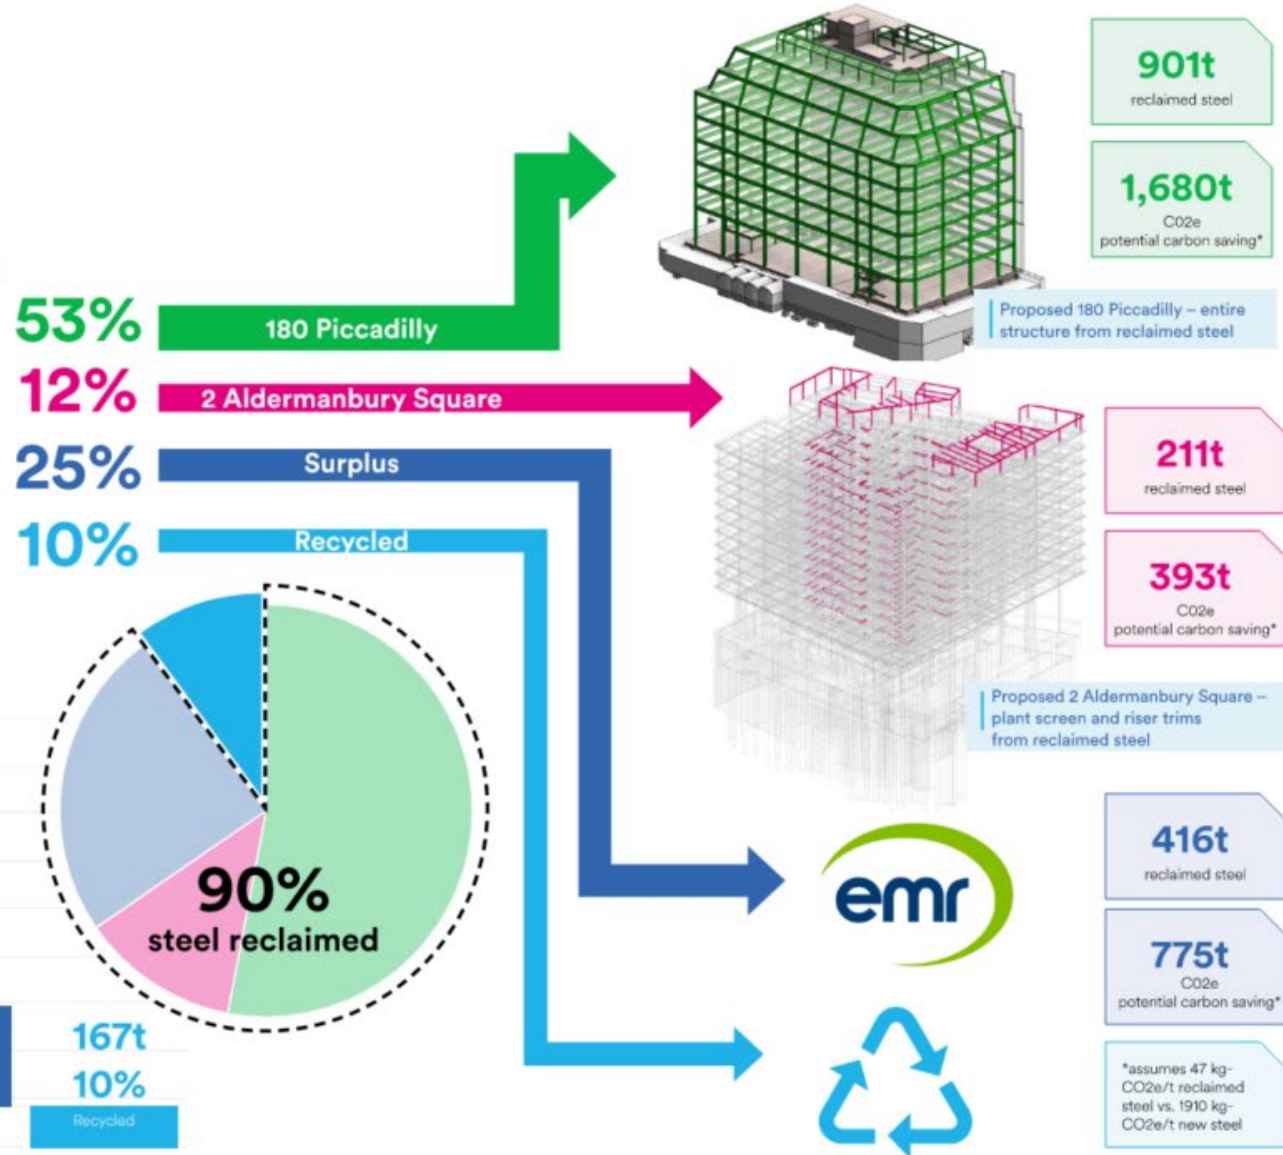 901t
reclaimed steel
1,680t
C02e
potential carbon saving*
Proposed 180 Piccadilly – entire
structure from reclaimed steel
53%
180 Piccadilly
12%
2 Aldermanbury Square
25%
Surplus
10%
Recycled
211t
reclaimed steel
393t
C02e
potential carbon saving*
Proposed 2 Aldermanbury Square –
plant screen and riser trims
from reclaimed steel
90%
steel reclaimed
emr
416t
reclaimed steel
775t
C02e
potential carbon saving*
167t
10%
Recycled
*assumes 47 kg-
CO2e/t reclaimed
steel vs. 1910 kg-
CO2e/t new steel